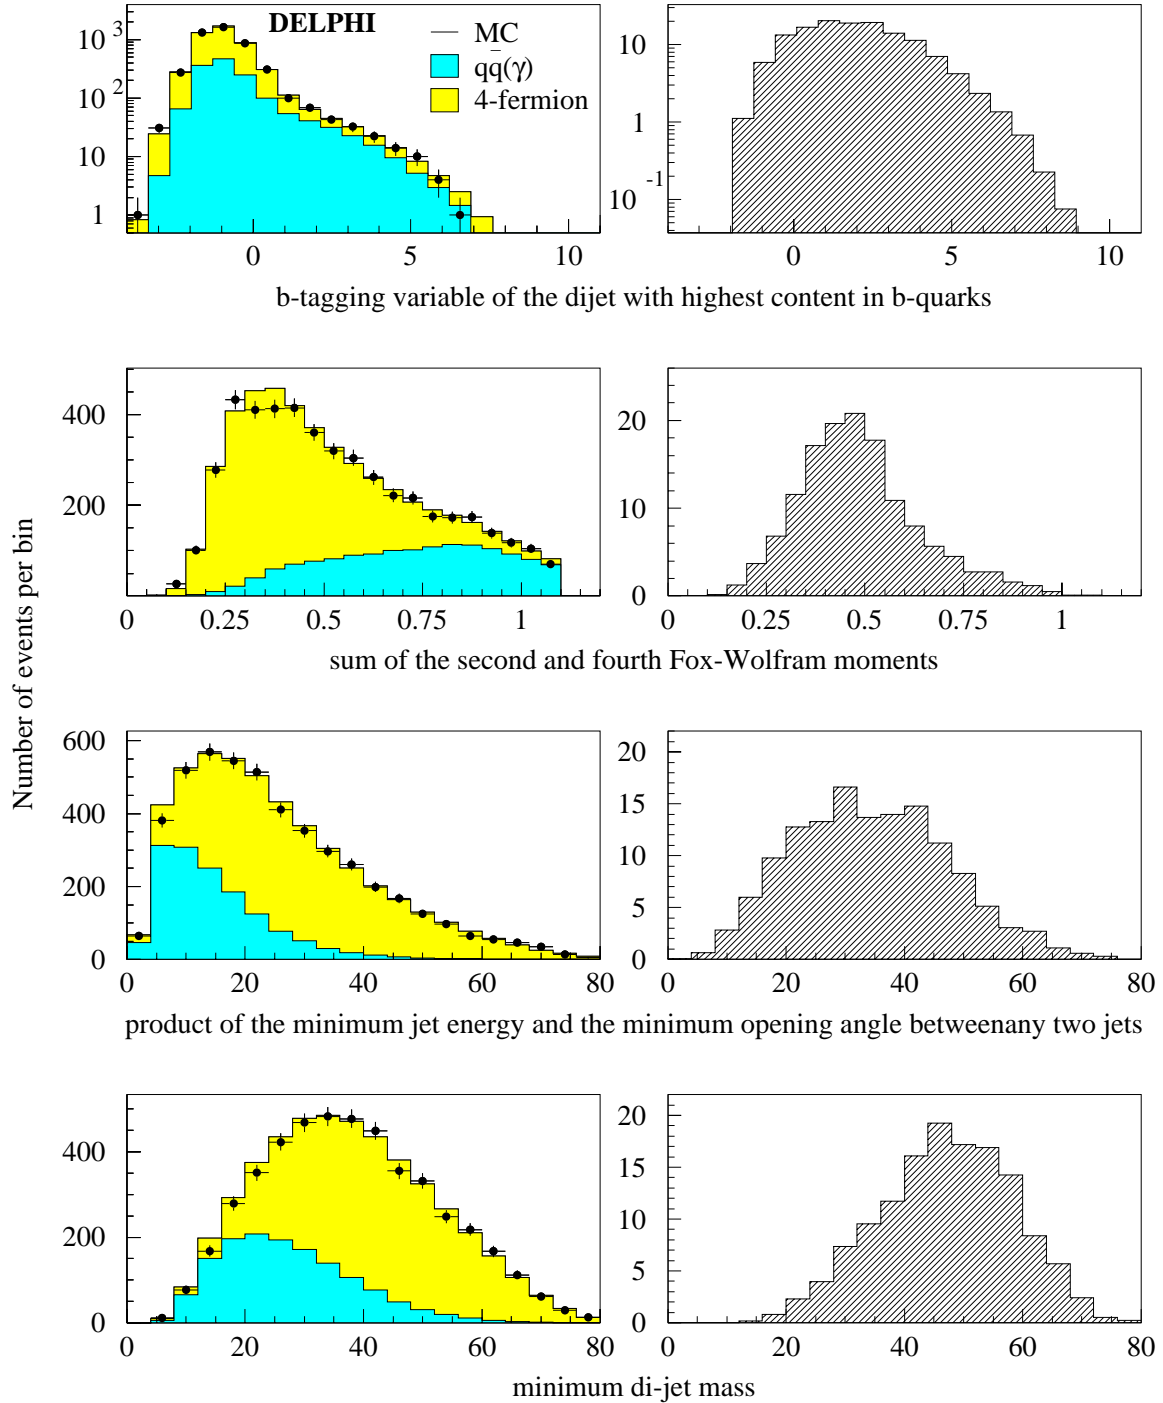 DELPHI
MC
qq̄(γ)
4-fermion
10³
10²
10
1
0 5 10
10
1
10⁻¹
0 5 10
b-tagging variable of the dijet with highest content in b-quarks
400
200
0 0.25 0.5 0.75 1
20
10
0
0 0.25 0.5 0.75 1
sum of the second and fourth Fox-Wolfram moments
Number of events per bin
600
400
200
0
0 20 40 60 80
20
15
10
5
0
0 20 40 60 80
product of the minimum jet energy and the minimum opening angle betweenany two jets
400
200
0
0 20 40 60 80
20
15
10
5
0
0 20 40 60 80
minimum di-jet mass